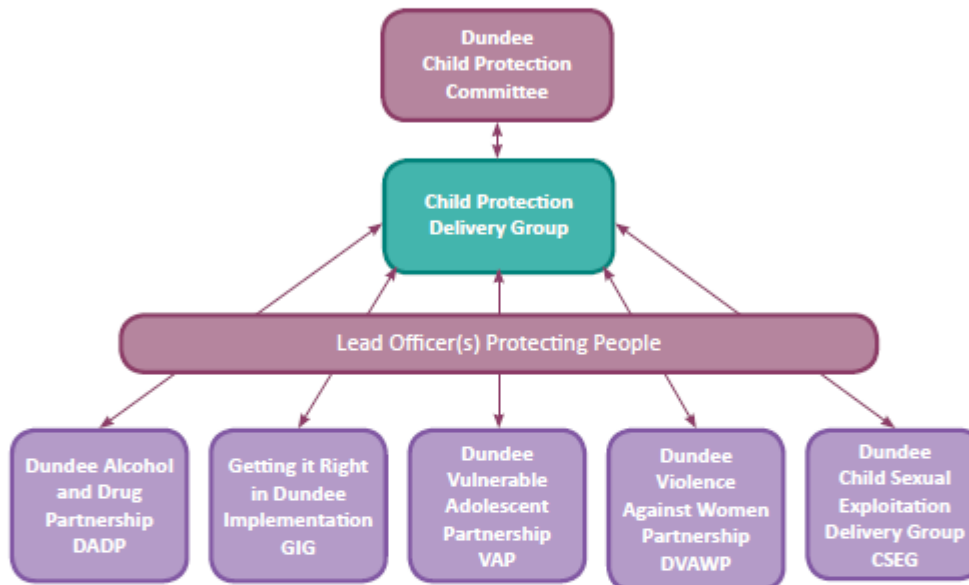 Dundee
Child Protection
Committee
Child Protection
Delivery Group
Lead Officer(s) Protecting People
Dundee Alcohol
and Drug
Partnership
DADP
Getting it Right
in Dundee
Implementation
GIG
Dundee
Vulnerable
Adolescent
Partnership
VAP
Dundee
Violence
Against Women
Partnership
DVAWP
Dundee
Child Sexual
Exploitation
Delivery Group
CSEG